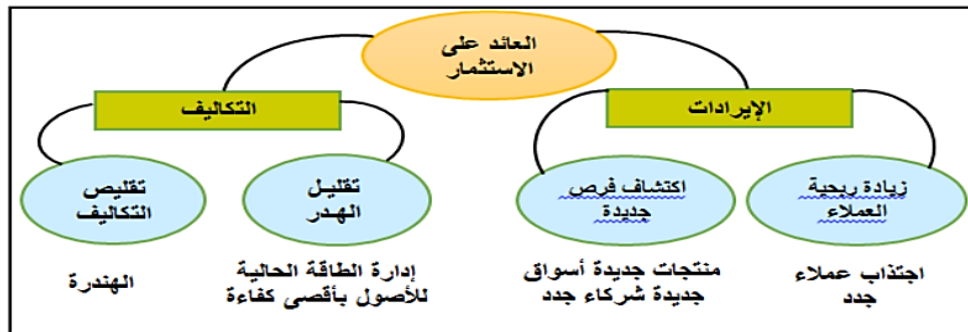 العائد على
الاستثمار
الإيرادات
التكاليف
زيادة ربحية
العملاء
اكتشاف فرص
جديدة
تقليل
الهدر
تقليص
التكاليف
اجتذاب عملاء
جدد
منتجات جديدة أسواق
جديدة شركاء جدد
إدارة الطاقة الحالية
للأصول بأقصى كفاءة
الهندرة